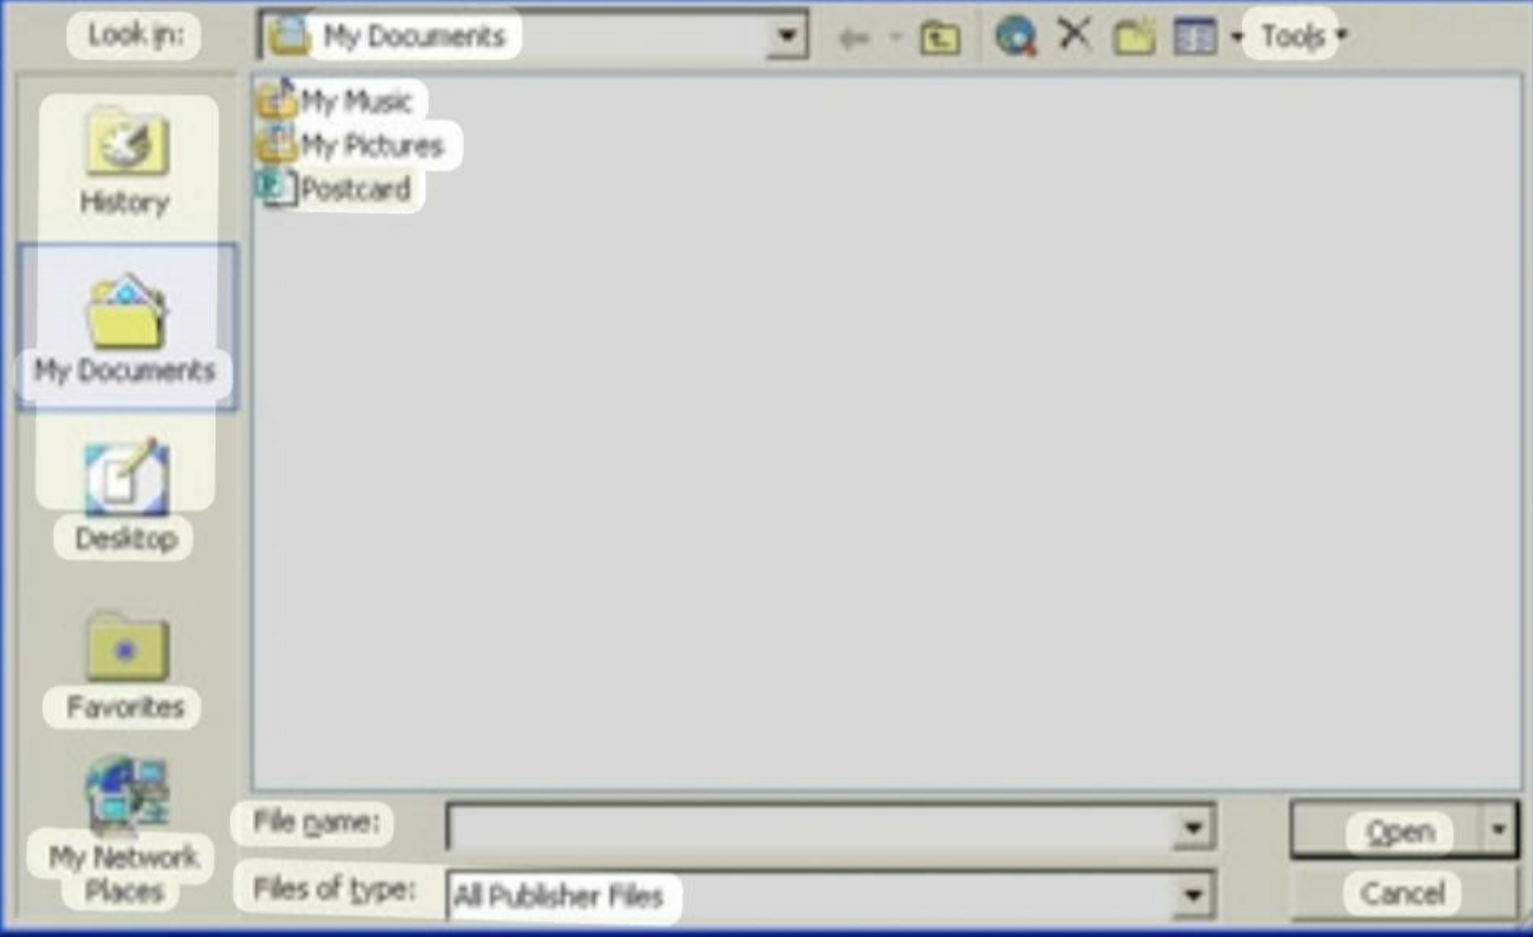 Look in:
My Documents
Tools
My Music
My Pictures
Postcard
History
My Documents
Desktop
Favorites
My Network
Places
File name:
Files of type:
All Publisher Files
Open
Cancel